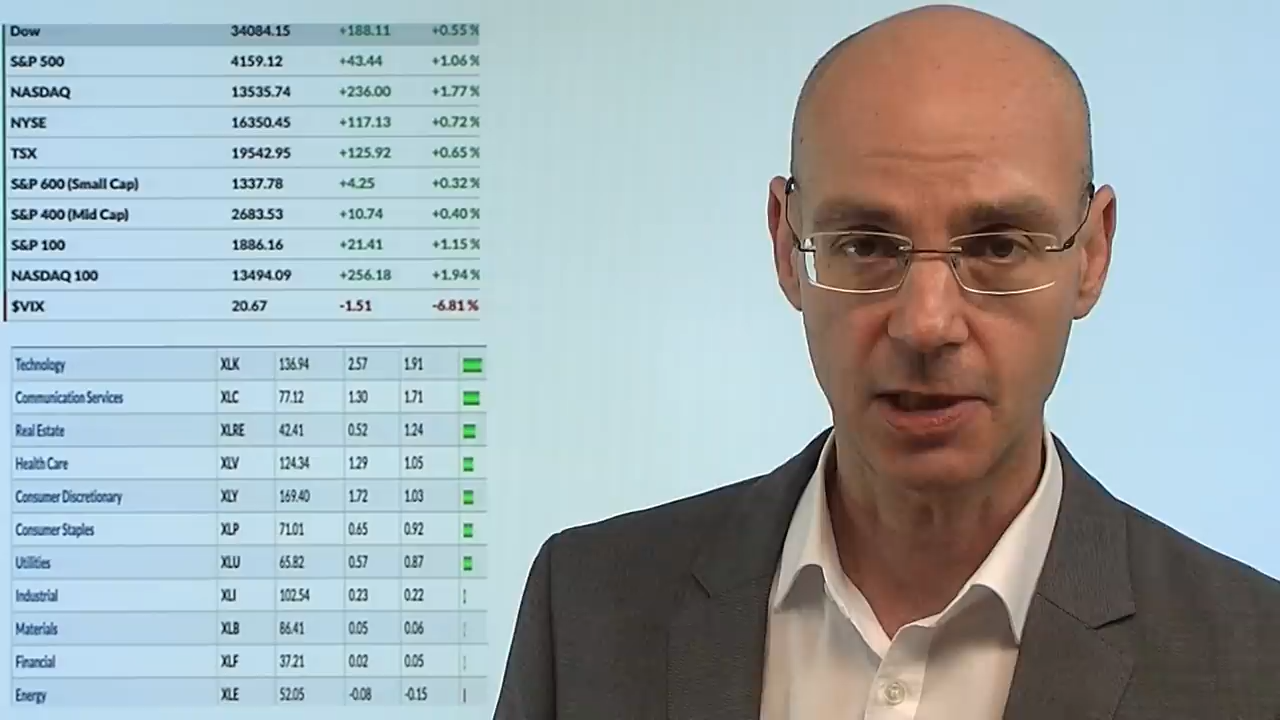 Dow 34084.15 +188.11 +0.55%
S&P 500 4159.12 +43.44 +1.06%
NASDAQ 13535.74 +236.00 +1.77%
NYSE 16350.45 +117.13 +0.72%
TSX 19542.95 +125.92 +0.65%
S&P 600 (Small Cap) 1337.78 +4.25 +0.32%
S&P 400 (Mid Cap) 2683.53 +10.74 +0.40%
S&P 100 1886.16 +21.41 +1.15%
NASDAQ 100 13494.09 +256.18 +1.94%
$VIX 20.67 -1.51 -6.81%
Technology XLK 136.94 2.57 1.91
Communication Services XLC 77.12 1.30 1.71
Real Estate XLRE 42.41 0.52 1.24
Health Care XLV 124.34 1.29 1.05
Consumer Discretionary XLY 169.40 1.72 1.03
Consumer Staples XLP 71.01 0.65 0.92
Utilities XLU 65.82 0.57 0.87
Industrial XLI 102.54 0.23 0.22
Materials XLB 86.41 0.05 0.06
Financial XLF 37.21 0.02 0.05
Energy XLE 52.05 -0.08 -0.15